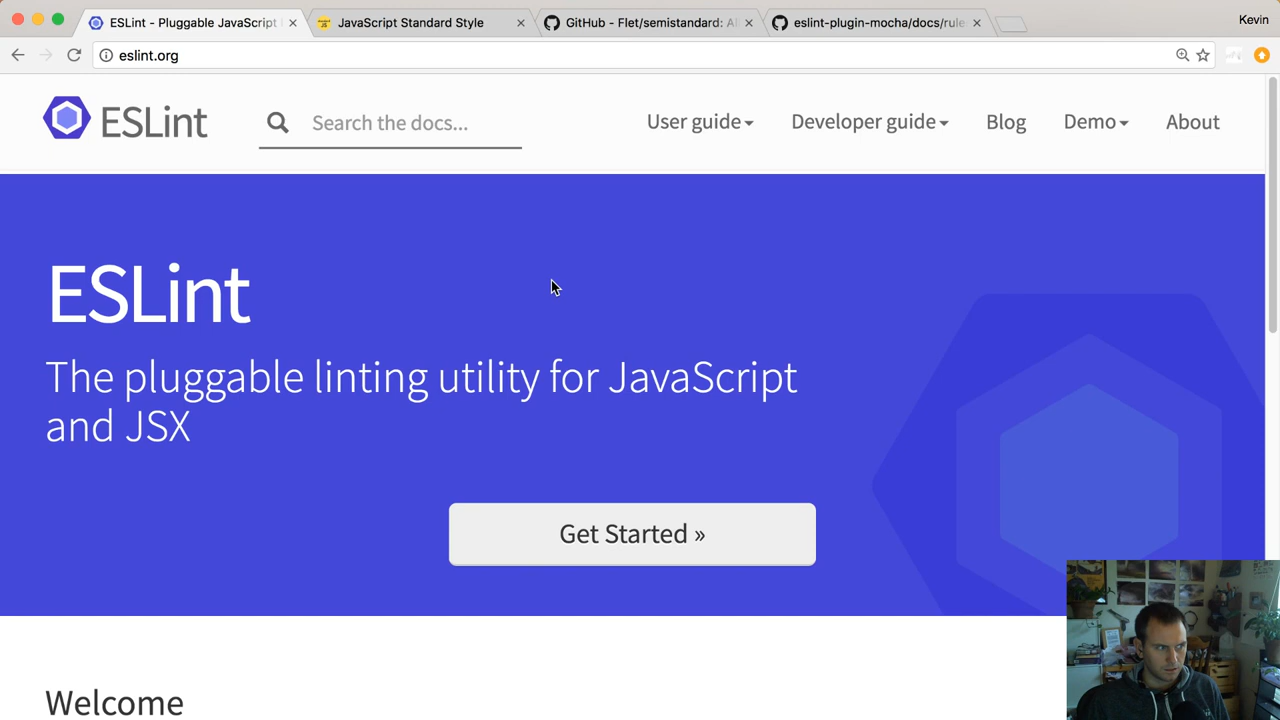 ESLint - Pluggable JavaScript
JavaScript Standard Style
GitHub - Flet/semistandard: Al
eslint-plugin-mocha/docs/rule
Kevin
eslint.org
ESLint
Search the docs...
User guide
Developer guide
Blog
Demo
About
ESLint
The pluggable linting utility for JavaScript
and JSX
Get Started »
Welcome